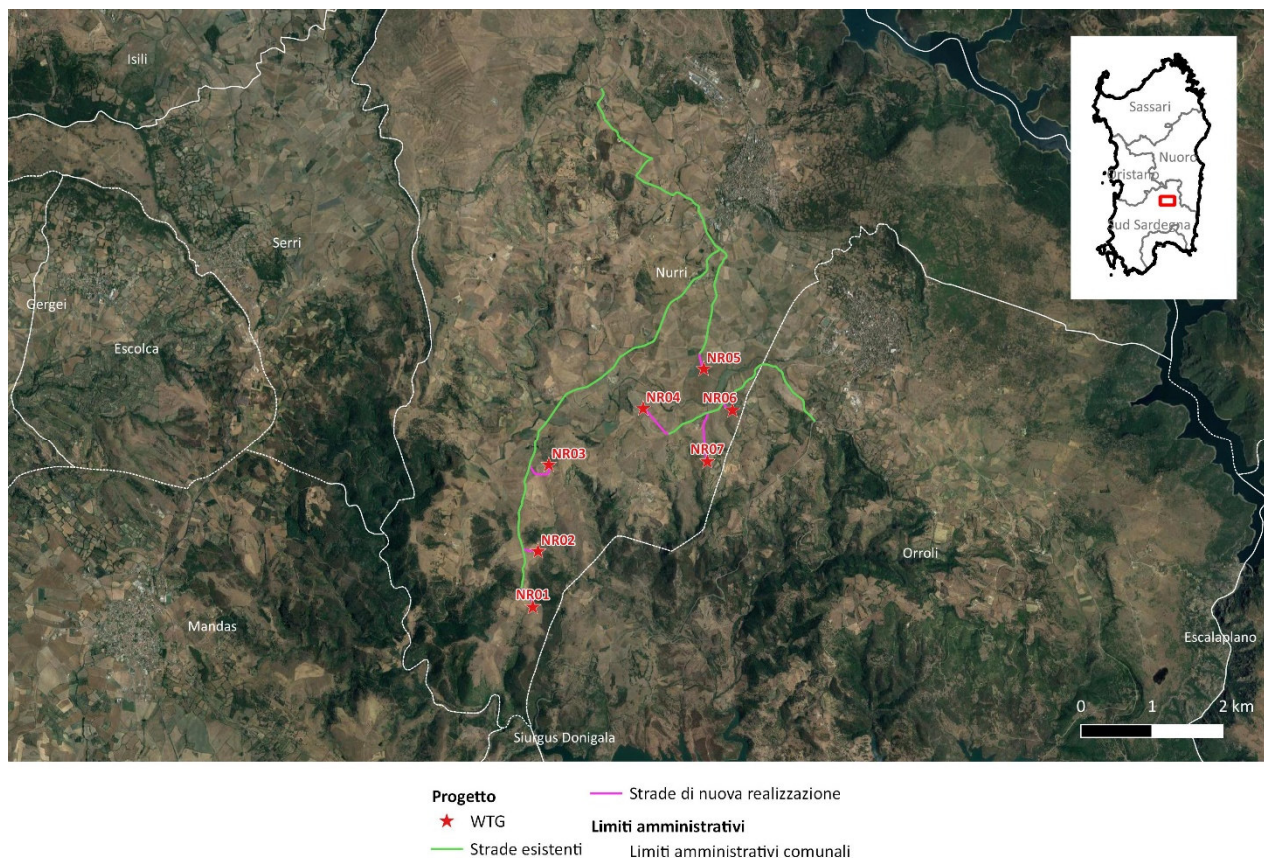 Isili
Sassari
Nuoro
Oristano
Sud Sardegna
Serri
Nurri
Gergei
Escolca
NR05
NR04
NR06
NR03
NR07
NR02
Orroli
NR01
Mandas
Escalaplano
0 1 2 km
Siurgus Donigala
Progetto
WTG
Strade esistenti
Strade di nuova realizzazione
Limiti amministrativi
Limiti amministrativi comunali